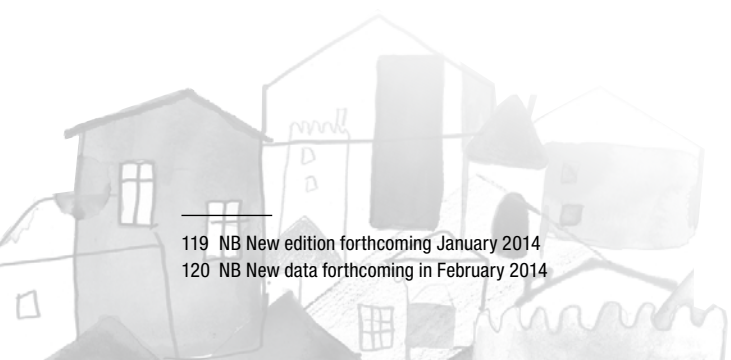 119 NB New edition forthcoming January 2014
120 NB New data forthcoming in February 2014